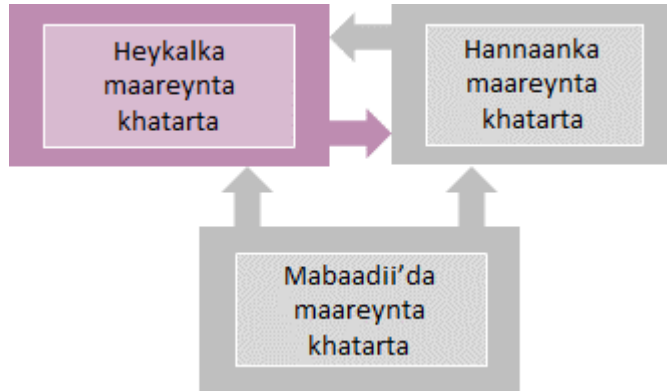 Heykalka
maareynta
khatarta
Hannaanka
maareynta
khatarta
Mabaadii'da
maareynta
khatarta